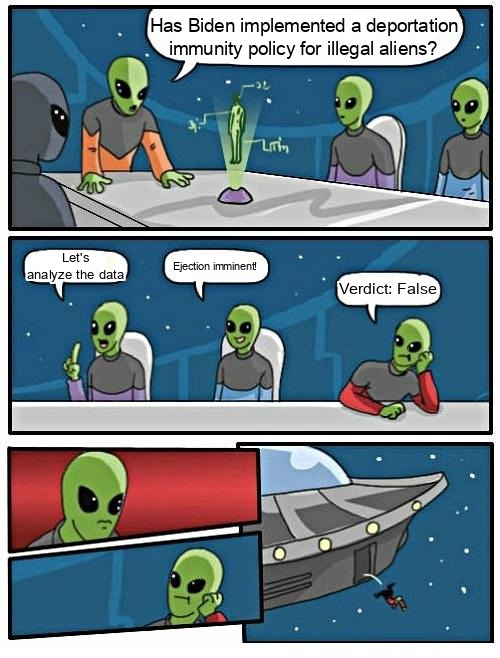 Has Biden implemented a deportation
immunity policy for illegal aliens?
Let's
analyze the data
Ejection imminent!
Verdict: False